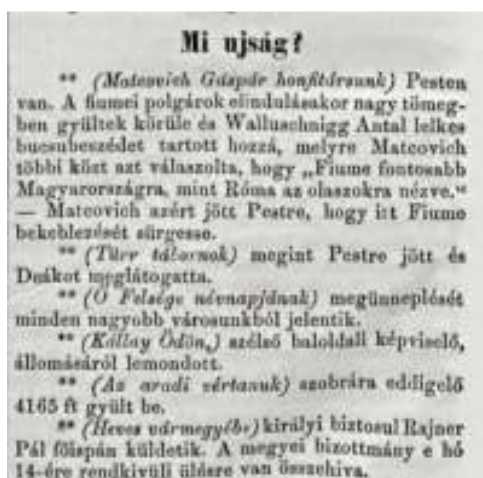 Mi ujság?
** (Matcovich Gáspár honfitársunk) Pesten
van. A fiumei polgárok elindulásakor nagy tömeg-
ben gyültek körüle és Walluschnigg Antal lelkes
bucsubeszédet tartott hozzá, melyre Matcovich
többi közt azt válaszolta, hogy „Fiume fontosabb
Magyarországra, mint Róma az olaszokra nézve."
— Matcovich azért jött Pestre, hogy itt Fiume
bekeblezését sürgesse.
** (Türr tábornok) megint Pestre jött és
Deákot meglátogatta.
** (Ő Felsége névnapjának) megünneplését
minden nagyobb városunkból jelentik.
** (Kállay Ödön,) szélső baloldali képviselő,
állomásáról lemondott.
** (Az aradi vértanuk) szobrára eddigelő
4165 ft gyült be.
** (Heves vármegyébe) királyi biztosul Rajner
Pál főispán küldetik. A megyei bizottmány e hó
14-ére rendkivüli ülésre van összehiva.